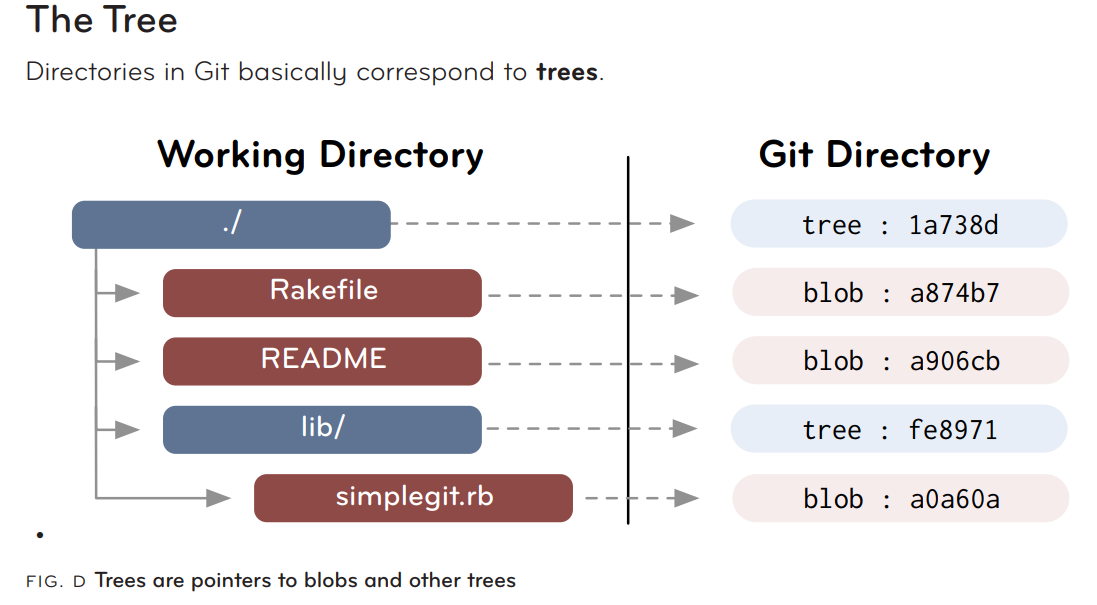 The Tree
Directories in Git basically correspond to trees.
Working Directory
Git Directory
./
tree : 1a738d
Rakefile
blob : a874b7
README
blob : a906cb
lib/
tree : fe8971
simplegit.rb
blob : a0a60a
FIG. D Trees are pointers to blobs and other trees